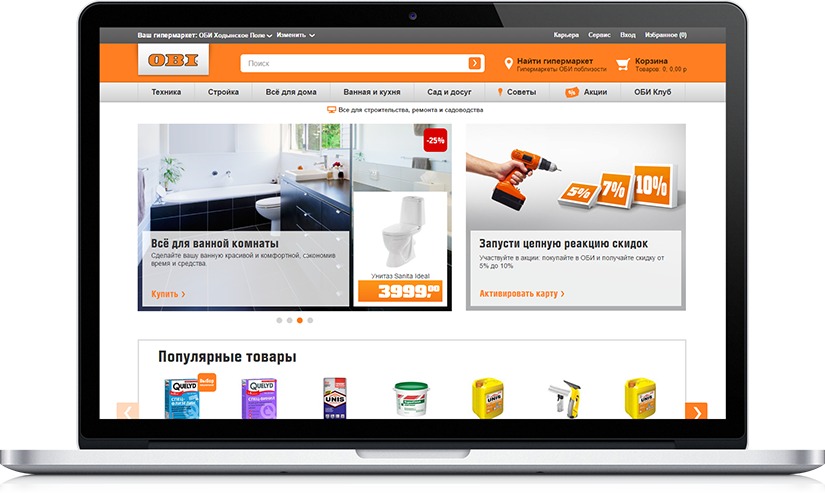 Ваш гипермаркет: ОБИ Ходынское Поле Изменить
Карьера Сервис Вход Избранное (0)
OBI
Поиск
Найти гипермаркет
Гипермаркеты ОБИ поблизости
Корзина
Товаров: 0; 0.00 р
Техника Стройка Всё для дома Ванная и кухня Сад и досуг Советы % Акции ОБИ Клуб
Все для строительства, ремонта и садоводства
-25%
Всё для ванной комнаты
Сделайте вашу ванную красивой и комфортной, сэкономив
время и средства.
Купить
Унитаз Sanita Ideal
3999.00
5% 7% 10%
Запусти цепную реакцию скидок
Участвуйте в акции: покупайте в ОБИ и получайте скидку от
5% до 10%
Активировать карту
Популярные товары
QUELYD
СПЕЦ-
ФЛИЗЕЛИН
QUELYD
СПЕЦ-ВИНИЛ
UNIS